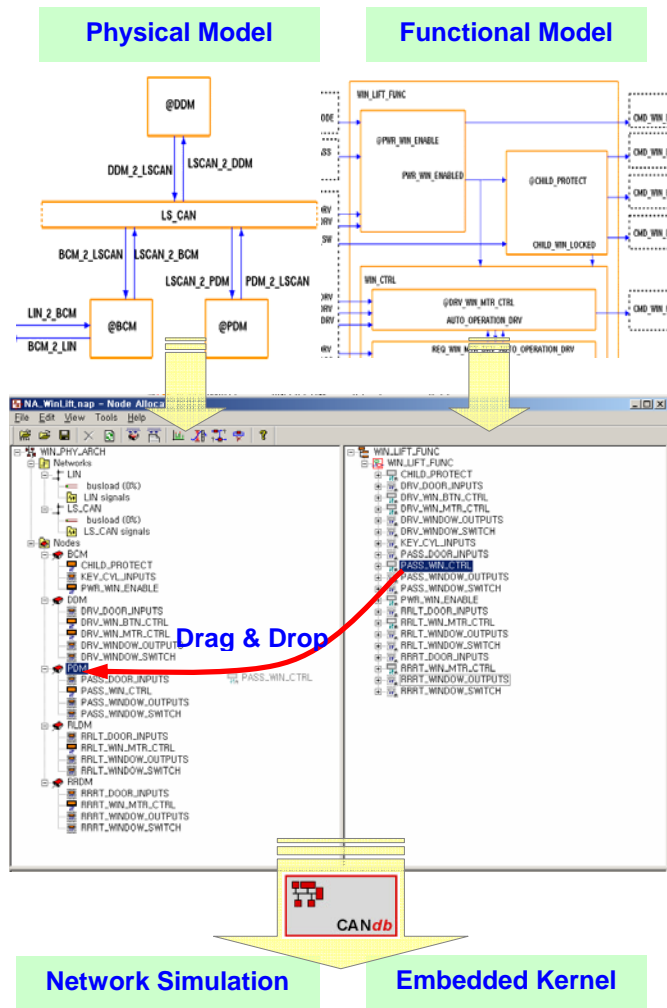 Physical Model
Functional Model
@DDM
DDM_2_LSCAN
LSCAN_2_DDM
LS_CAN
BCM_2_LSCAN
LSCAN_2_BCM
LSCAN_2_PDM
PDM_2_LSCAN
LIN_2_BCM
BCM_2_LIN
@BCM
@PDM
WIN_LIFT_FUNC
@PWR_WIN_ENABLE
PWR_WIN_ENABLED
@CHILD_PROTECT
CHILD_WIN_LOCKED
WIN_CTRL
@DRV_WIN_MTR_CTRL
AUTO_OPERATION_DRV
NA_WinLift.nap - Node Alloca
File Edit View Tools Help
WIN_PHY_ARCH
Networks
LIN
busload (0%)
LIN signals
LS_CAN
busload (0%)
LS_CAN signals
Nodes
BCM
CHILD_PROTECT
KEY_CYL_INPUTS
PWR_WIN_ENABLE
DDM
DRV_DOOR_INPUTS
DRV_WIN_BTN_CTRL
DRV_WIN_MTR_CTRL
DRV_WINDOW_OUTPUTS
DRV_WINDOW_SWITCH
PDM
PASS_DOOR_INPUTS
PASS_WIN_CTRL
PASS_WINDOW_OUTPUTS
PASS_WINDOW_SWITCH
RLDM
RRLT_DOOR_INPUTS
RRLT_WIN_MTR_CTRL
RRLT_WINDOW_OUTPUTS
RRLT_WINDOW_SWITCH
RRDM
RRRT_DOOR_INPUTS
RRRT_WIN_MTR_CTRL
RRRT_WINDOW_OUTPUTS
RRRT_WINDOW_SWITCH
Drag & Drop
PASS_WIN_CTRL
WIN_LIFT_FUNC
WIN_LIFT_FUNC
CHILD_PROTECT
DRV_DOOR_INPUTS
DRV_WIN_BTN_CTRL
DRV_WIN_MTR_CTRL
DRV_WINDOW_OUTPUTS
DRV_WINDOW_SWITCH
KEY_CYL_INPUTS
PASS_DOOR_INPUTS
PASS_WIN_CTRL
PASS_WINDOW_OUTPUTS
PASS_WINDOW_SWITCH
PWR_WIN_ENABLE
RRLT_DOOR_INPUTS
RRLT_WIN_MTR_CTRL
RRLT_WINDOW_OUTPUTS
RRLT_WINDOW_SWITCH
RRRT_DOOR_INPUTS
RRRT_WIN_MTR_CTRL
RRRT_WINDOW_OUTPUTS
RRRT_WINDOW_SWITCH
CANdb
Network Simulation
Embedded Kernel